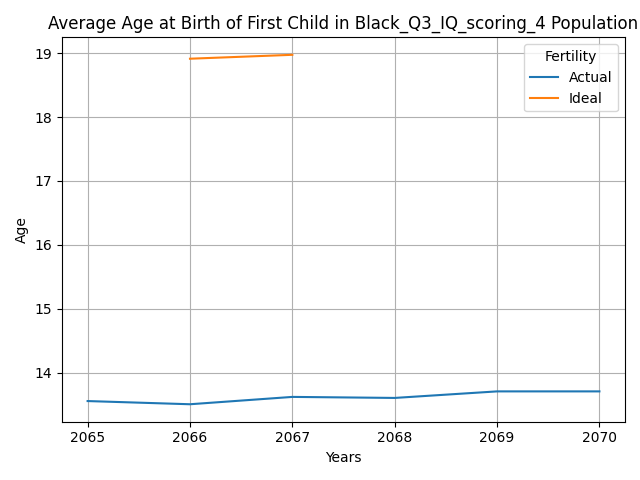 Average Age at Birth of First Child in Black_Q3_IQ_scoring_4 Population
19
18
17
16
15
14
Age
Fertility
Actual
Ideal
2065 2066 2067 2068 2069 2070
Years